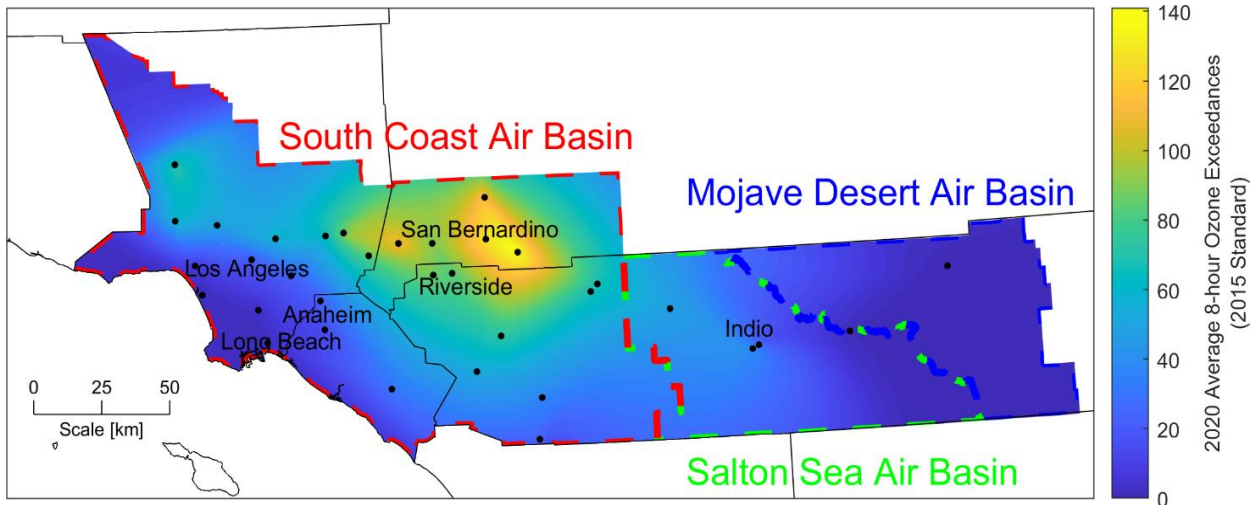 South Coast Air Basin
Mojave Desert Air Basin
San Bernardino
Los Angeles
Riverside
Anaheim
Indio
Long Beach
0 25 50
Scale [km]
Salton Sea Air Basin
140
120
100
80
60
40
20
0
2020 Average 8-hour Ozone Exceedances
(2015 Standard)